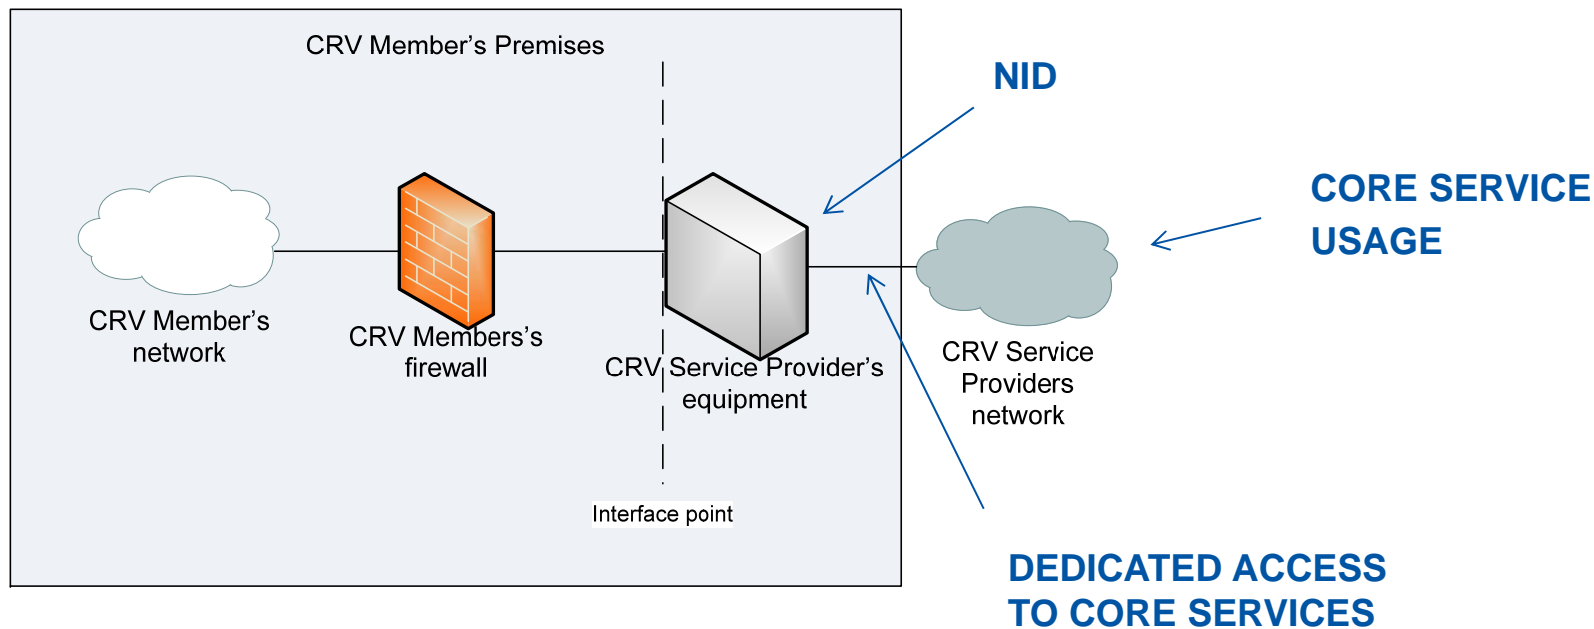 CRV Member's Premises
NID
CORE SERVICE
USAGE
CRV Member's
network
CRV Members's
firewall
CRV Service Provider's
equipment
CRV Service
Providers
network
Interface point
DEDICATED ACCESS
TO CORE SERVICES